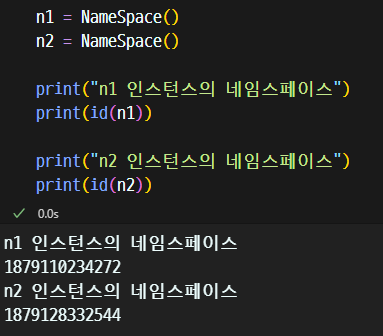 n1 = NameSpace()
n2 = NameSpace()
print("n1 인스턴스의 네임스페이스")
print(id(n1))
print("n2 인스턴스의 네임스페이스")
print(id(n2))
0.0s
n1 인스턴스의 네임스페이스
1879110234272
n2 인스턴스의 네임스페이스
1879128332544